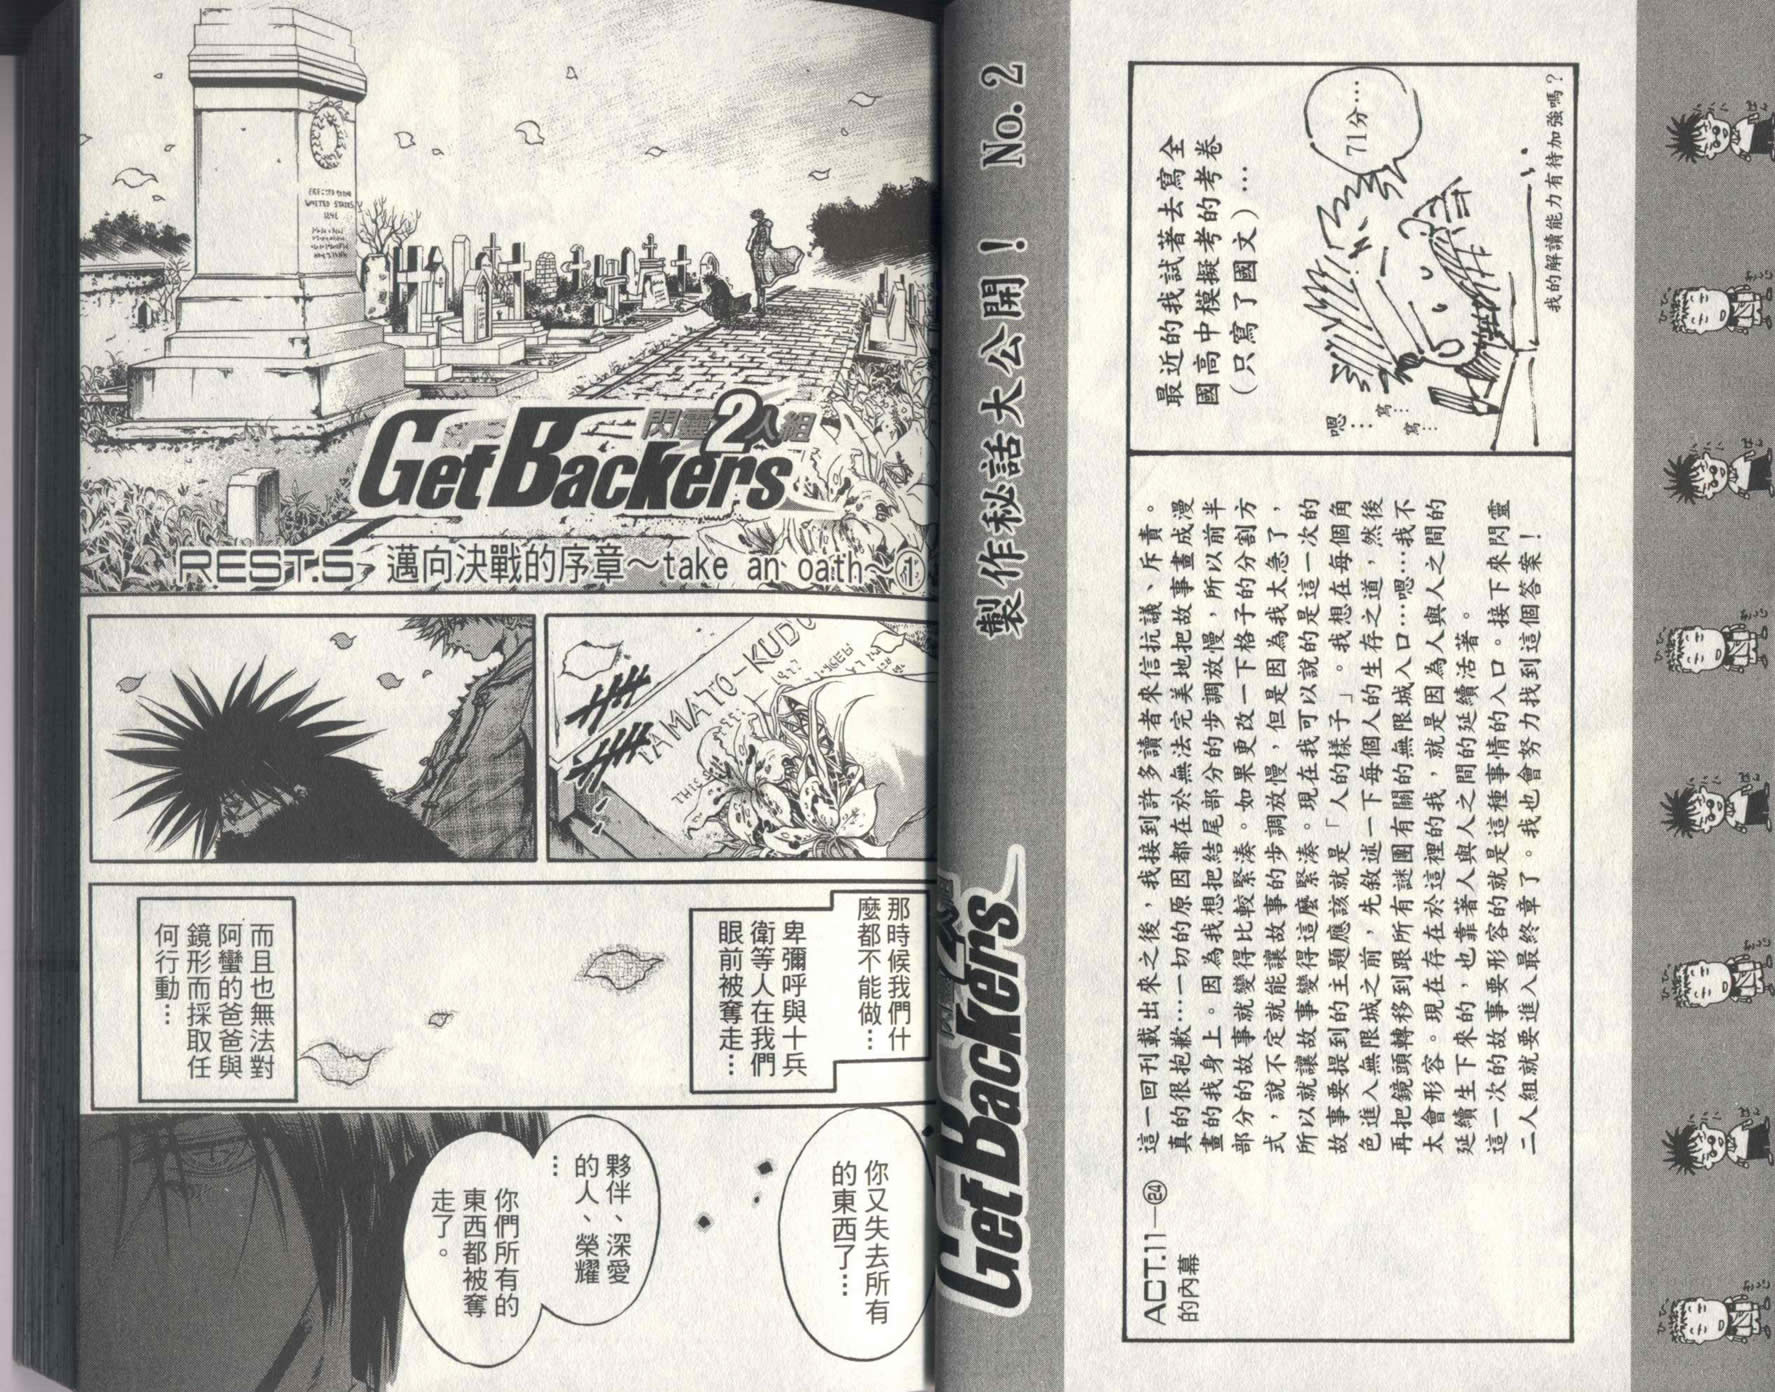 製作秘話大公開！ No.2
GetBackers
最近的我試著去寫全
國高中模擬考的考卷
（只寫了國文）…
71分…
嗯…
寫…
寫…
我的解讀能力有待加強嗎？
ACT.11—㉔
的內幕
這一回刊載出來之後，我接到許多讀者來信抗議、斥責。
真的很抱歉…一切的原因都在於無法完美地把故事畫成漫
畫的我身上。因為我想把結尾部分的步調放慢，所以前半
部分的故事就變得比較緊湊。如果更改一下格子的分割方
式，說不定就能讓故事的步調放慢，但是因為我太急了，
所以就讓故事變得這麼緊湊。現在我可以說的是這一次的
故事要提到的主題應該就是「人的樣子」。我想在每個角
色進入無限城之前，先敘述一下每個人的生存之道，然後
再把鏡頭轉移到跟所有謎團有關的無限城入口…嗯…我不
太會形容。現在存在於這裡的我，就是因為人與人之間的
延續生下來的，也靠著人與人之間的延續活著。
這一次的故事要形容的就是這種事情的入口。接下來閃靈
二人組就要進入最終章了。我也會努力找到這個答案！
ERECTED
UNITED STATES
閃靈2人組
GetBackers
REST.5 邁向決戰的序章～take an oath～①
YAMATO-KUDO
THIS
那時候我們什
麼都不能做…
卑彌呼與十兵
衛等人在我們
眼前被奪走…
而且也無法對
阿蠻的爸爸與
鏡形而採取任
何行動…
你又失去所有
的東西了…
夥伴、深愛
的人、榮耀
…
你們所有的
東西都被奪
走了。